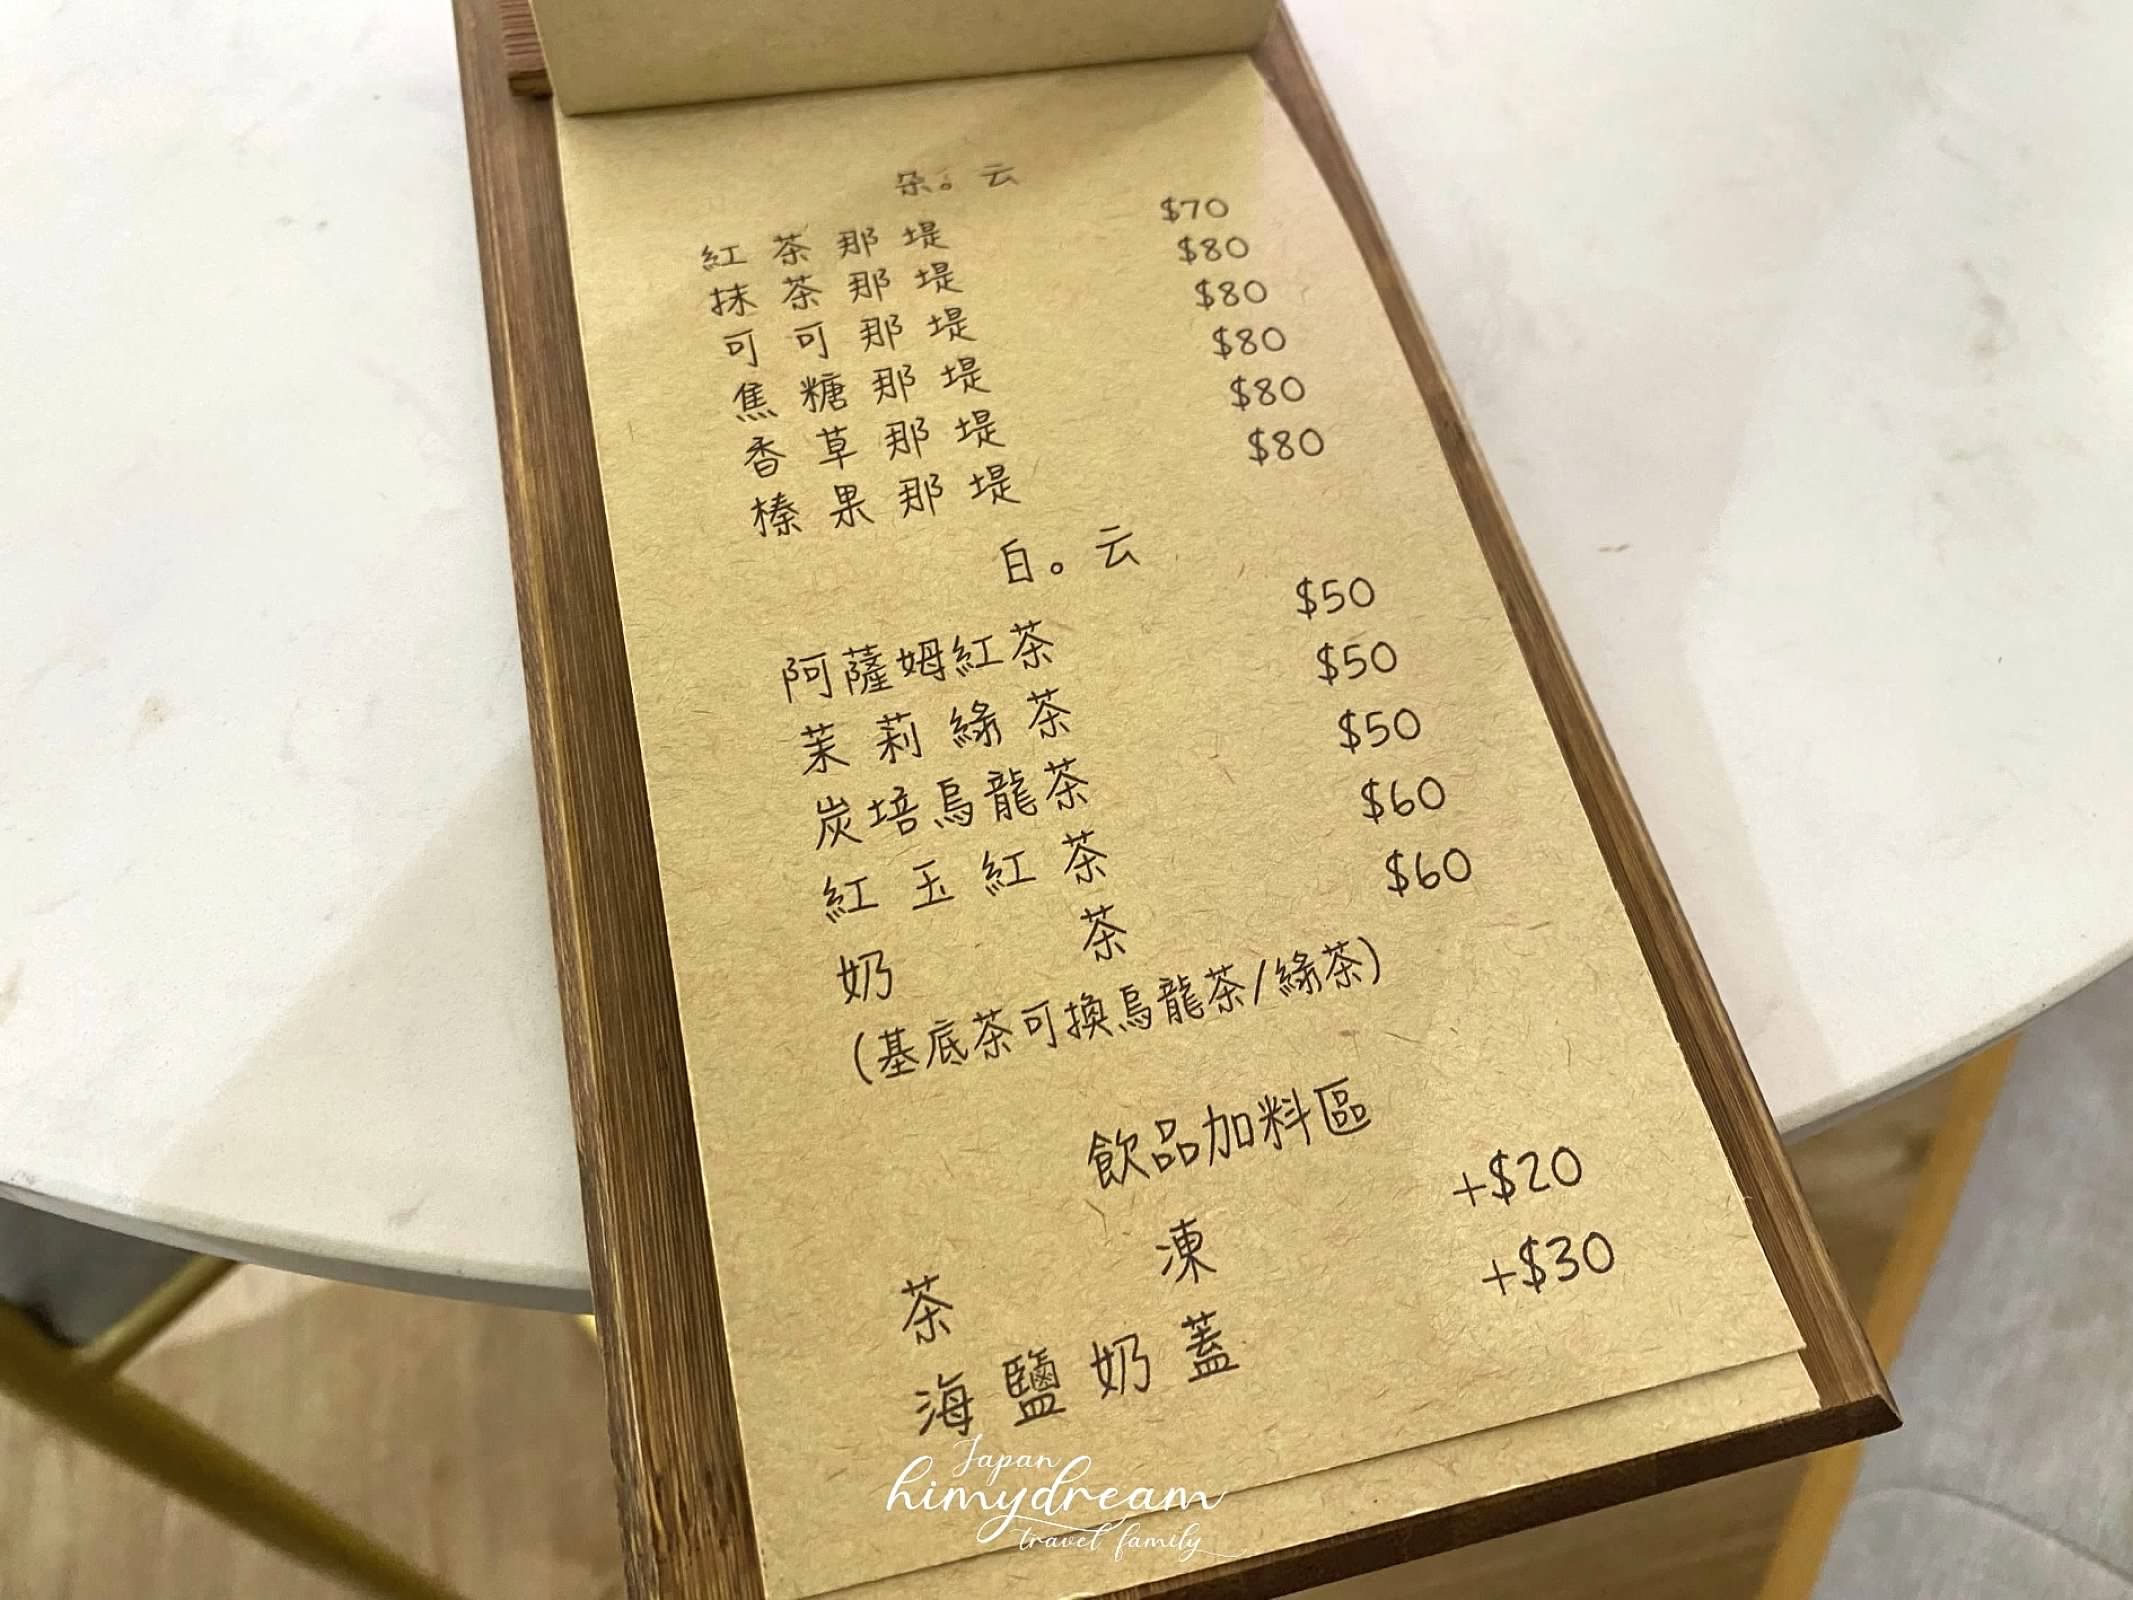 朵。云
紅茶那堤 $70
抹茶那堤 $80
可可那堤 $80
焦糖那堤 $80
香草那堤 $80
榛果那堤 $80
白。云
阿薩姆紅茶 $50
茉莉綠茶 $50
炭培烏龍茶 $50
紅玉紅茶 $60
奶茶 $60
(基底茶可換烏龍茶/綠茶)
飲品加料區
茶凍 +$20
海鹽奶蓋 +$30
Japan
himydream
travel family